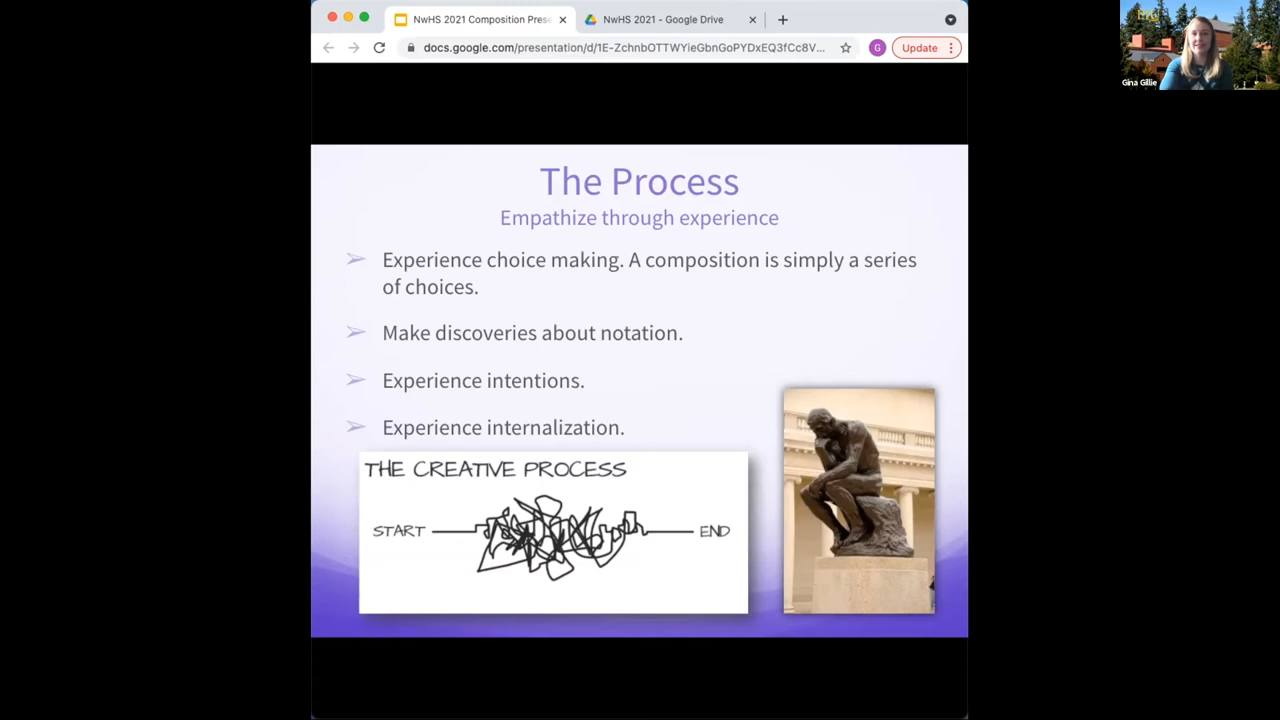 NwHS 2021 Composition Prese
NwHS 2021 - Google Drive
docs.google.com/presentation/d/1E-ZchnbOTTWYieGbnGoPYDxEQ3fCc8V...
G
Update
Gina Gillie
The Process
Empathize through experience
Experience choice making. A composition is simply a series
of choices.
Make discoveries about notation.
Experience intentions.
Experience internalization.
THE CREATIVE PROCESS
START
END